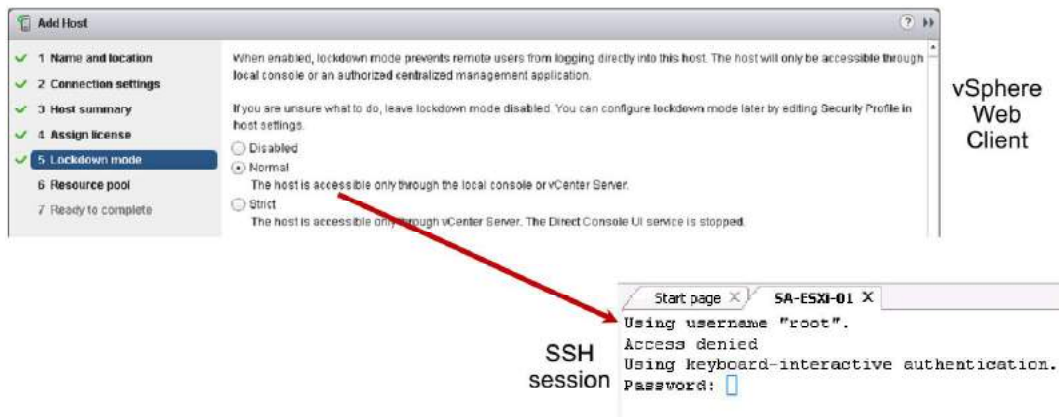 Add Host
1 Name and location
2 Connection settings
3 Host summary
4 Assign license
5 Lockdown mode
6 Resource pool
7 Ready to complete
When enabled, lockdown mode prevents remote users from logging directly into this host. The host will only be accessible through
local console or an authorized centralized management application.
If you are unsure what to do, leave lockdown mode disabled. You can configure lockdown mode later by editing Security Profile in
host settings.
Disabled
Normal
The host is accessible only through the local console or vCenter Server.
Strict
The host is accessible only through vCenter Server. The Direct Console UI service is stopped.
vSphere
Web
Client
SSH
session
Start page SA-ESXi-01
Using username "root".
Access denied
Using keyboard-interactive authentication.
Password: